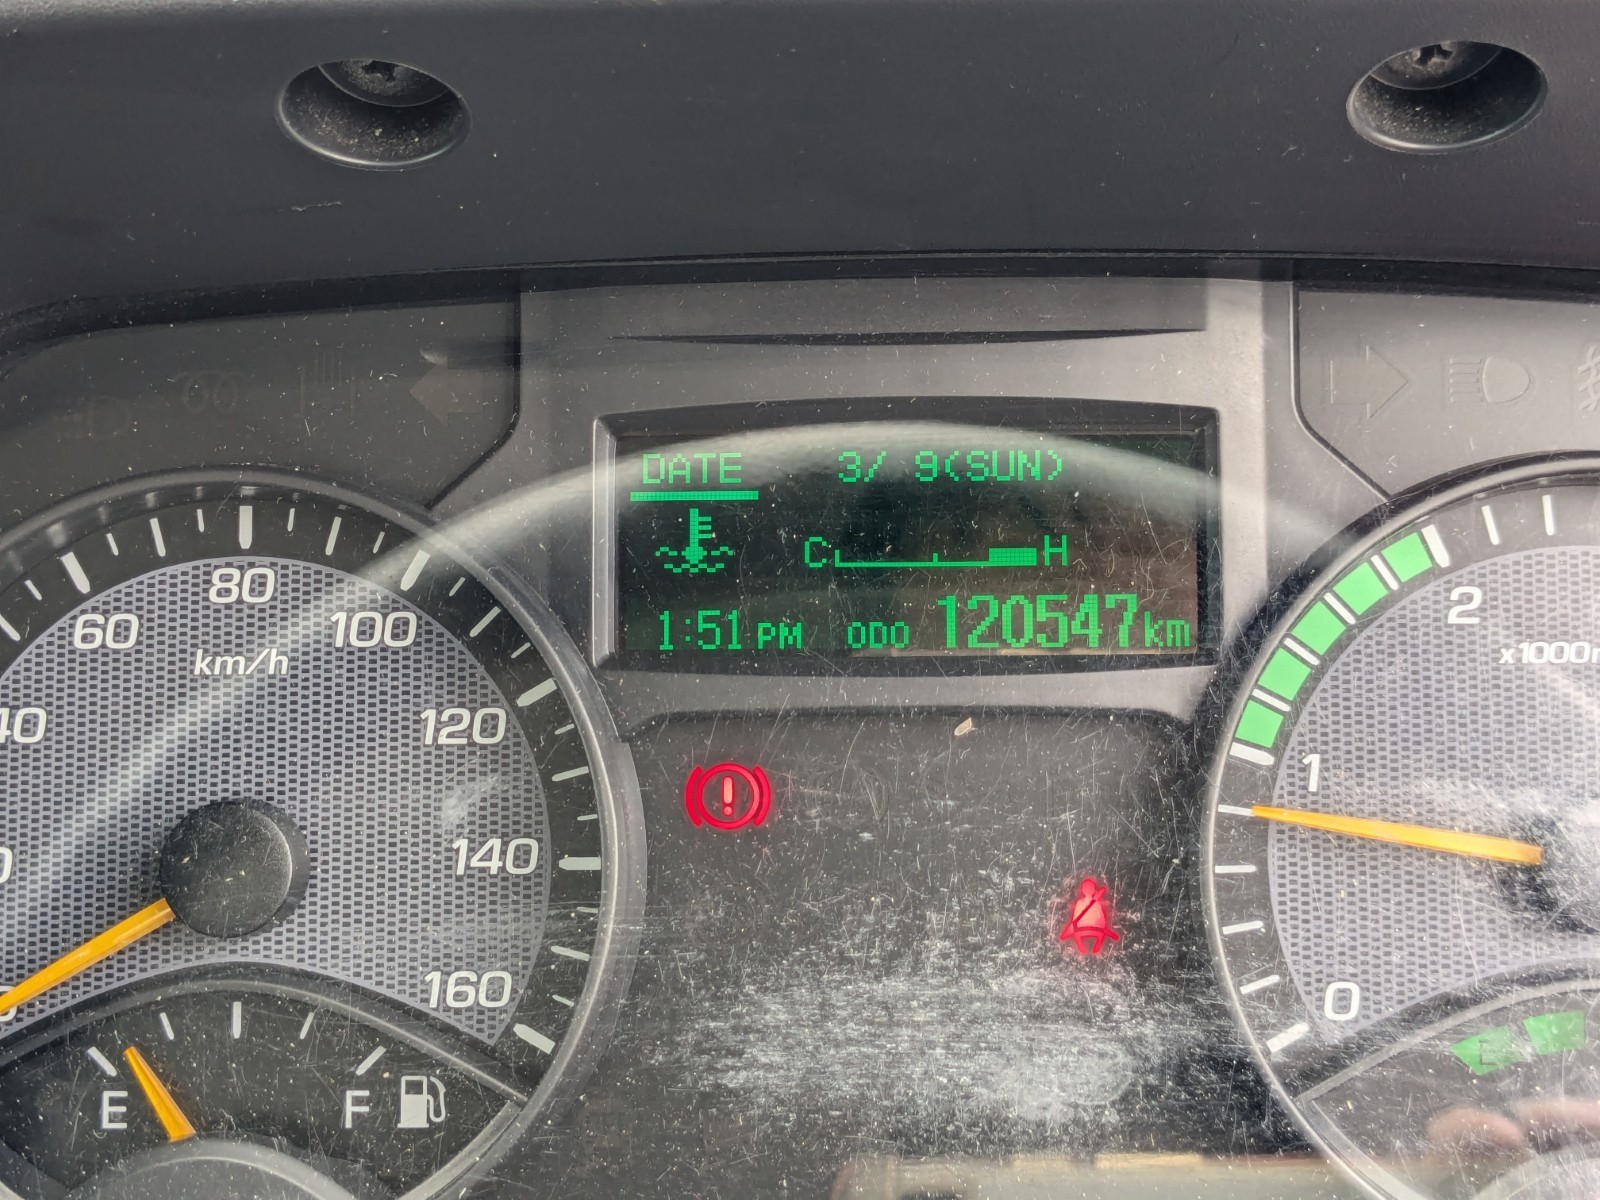 DATE 3/ 9(SUN)
C H
1:51 PM ODO 120547km
60 80 100
km/h
120
140
160
E F
2
x1000r
1
0